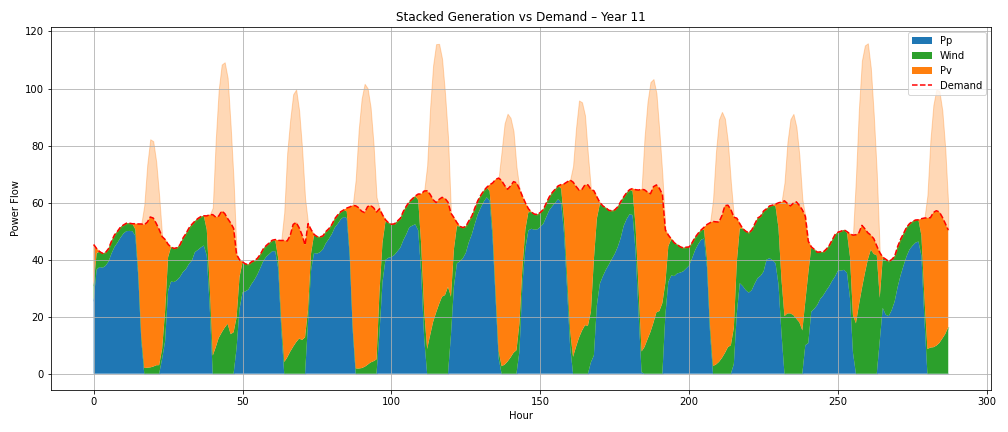 Stacked Generation vs Demand – Year 11
120
100
80
60
40
20
0
Power Flow
Pp
Wind
Pv
Demand
0
50
100
150
200
250
300
Hour